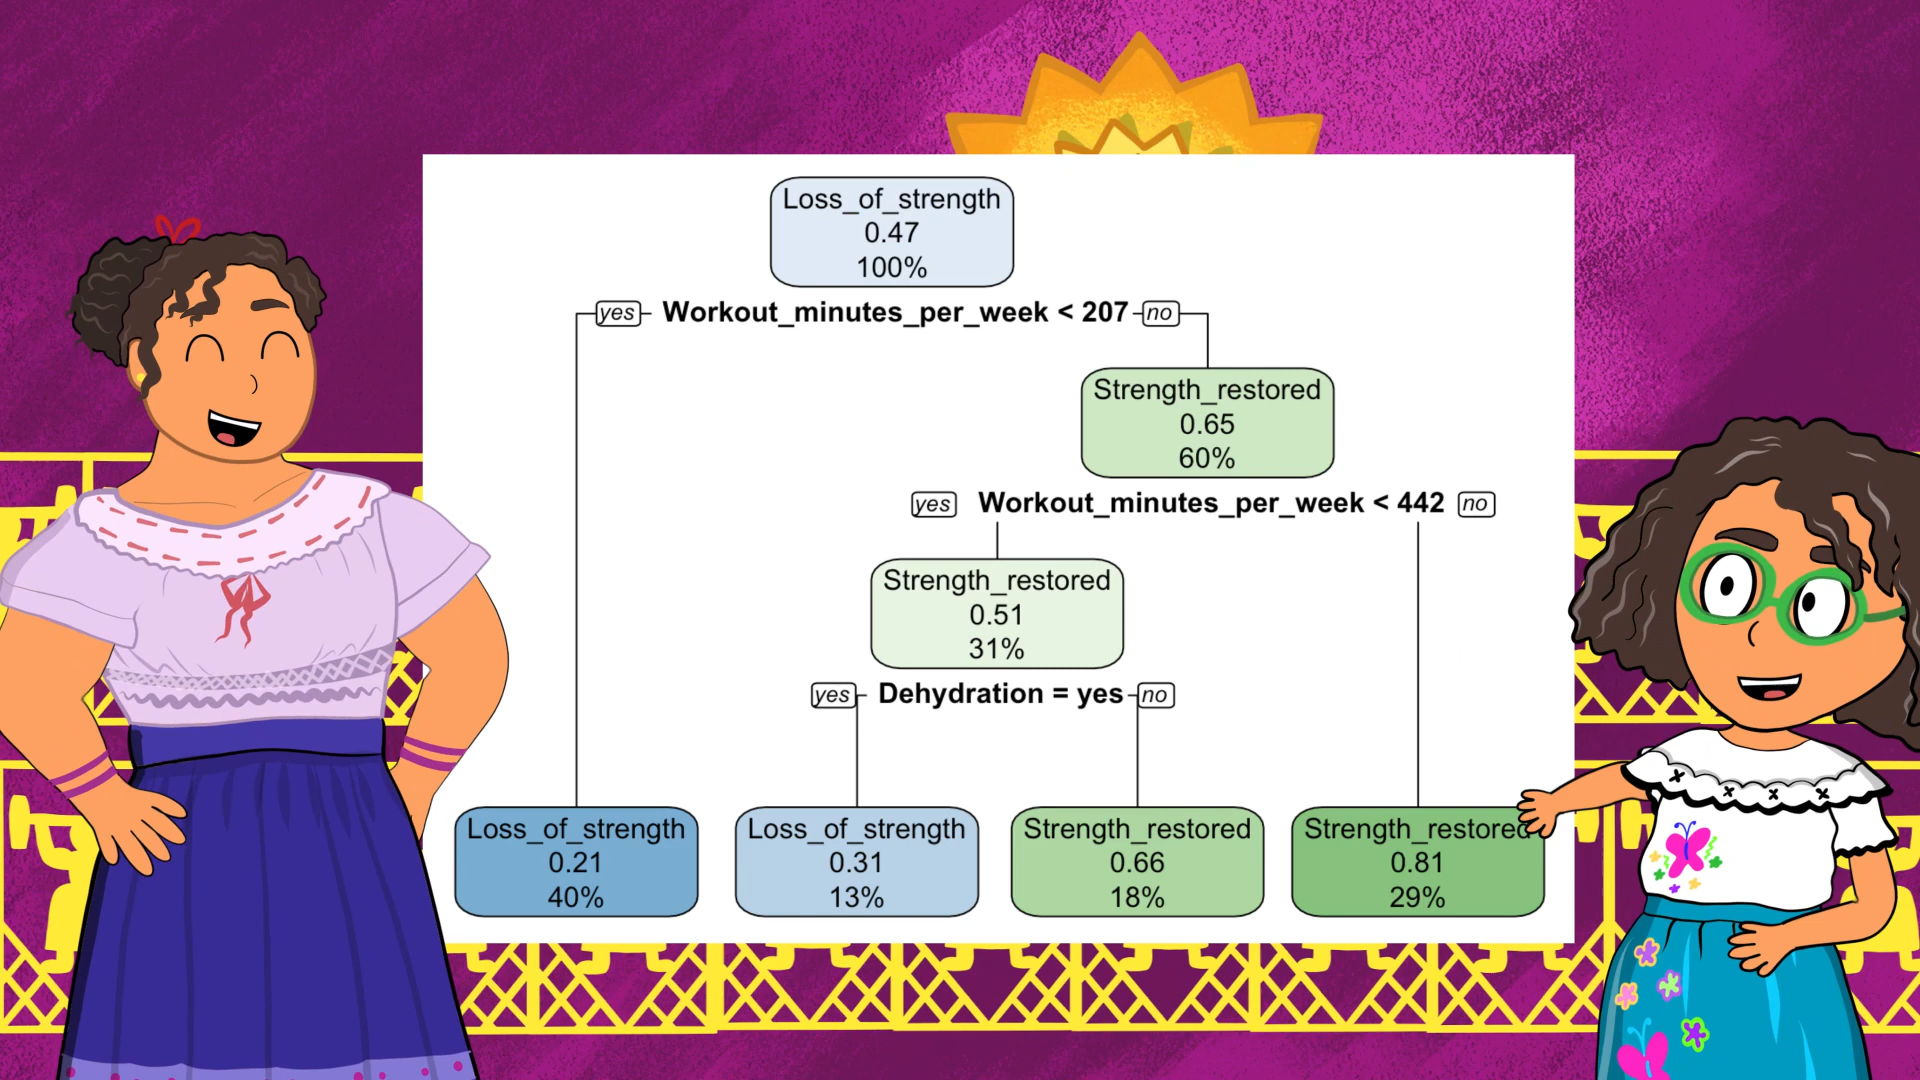 Loss_of_strength
0.47
100%
yes Workout_minutes_per_week < 207 no
Strength_restored
0.65
60%
yes Workout_minutes_per_week < 442 no
Strength_restored
0.51
31%
yes Dehydration = yes no
Loss_of_strength
0.21
40%
Loss_of_strength
0.31
13%
Strength_restored
0.66
18%
Strength_restored
0.81
29%